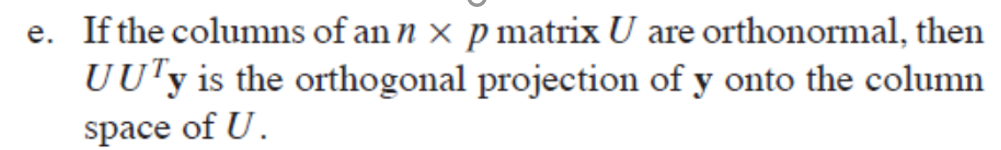 e. If the columns of an n × p matrix U are orthonormal, then
UUᵀy is the orthogonal projection of y onto the column
space of U.